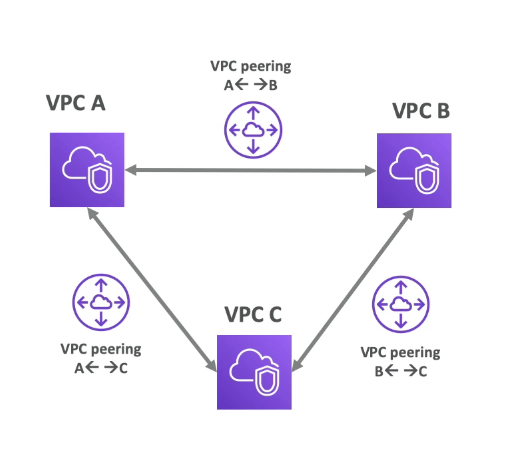 VPC peering
A← →B
VPC A
VPC B
VPC peering
A← →C
VPC C
VPC peering
B← →C